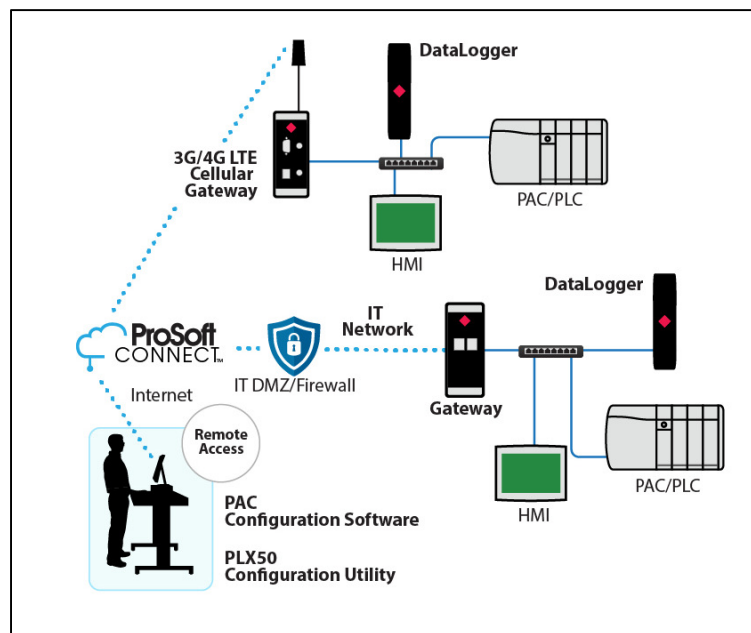 DataLogger
3G/4G LTE
Cellular
Gateway
PAC/PLC
HMI
DataLogger
IT
Network
ProSoft
CONNECT™
IT DMZ/Firewall
Internet
Gateway
Remote
Access
PAC/PLC
HMI
PAC
Configuration Software
PLX50
Configuration Utility